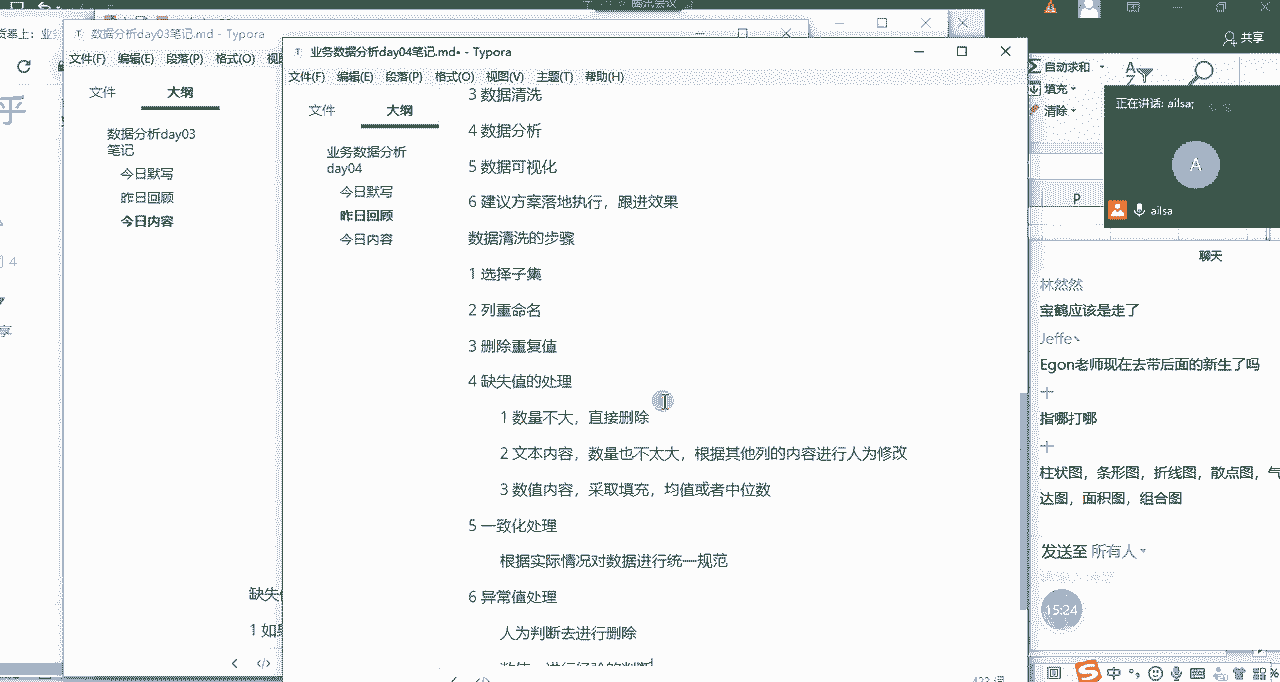 腾讯会议
数据分析day03笔记.md - Typora
文件(F) 编辑(E) 段落(P) 格式(O)
文件 大纲
数据分析day03
笔记
今日默写
昨日回顾
今日内容
1 如
业务数据分析day04笔记.md• - Typora
文件(F) 编辑(E) 段落(P) 格式(O) 视图(V) 主题(T) 帮助(H)
文件 大纲
业务数据分析
day04
今日默写
昨日回顾
今日内容
3 数据清洗
4 数据分析
5 数据可视化
6 建议方案落地执行，跟进效果
数据清洗的步骤
1 选择子集
2 列重命名
3 删除重复值
4 缺失值的处理
1 数量不大，直接删除
2 文本内容，数量也不太大，根据其他列的内容进行人为修改
3 数值内容，采取填充，均值或者中位数
5 一致化处理
根据实际情况对数据进行统一规范
6 异常值处理
人为判断去进行删除
共享
自动求和
填充
清除
正在讲话: ailsa;
A
ailsa
P
聊天
林然然
宝鹤应该是走了
Jeffe
Egon老师现在去带后面的新生了吗
十
指哪打哪
十
柱状图，条形图，折线图，散点图，气
达图，面积图，组合图
发送至 所有人
15:24
中